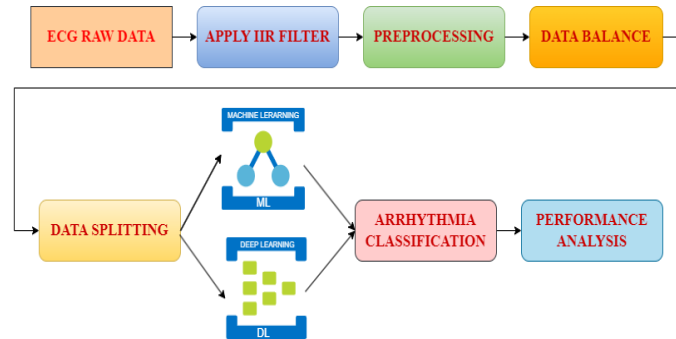 ECG RAW DATA
APPLY IIR FILTER
PREPROCESSING
DATA BALANCE
DATA SPLITTING
MACHINE LERARNING
ML
DEEP LEARNING
DL
ARRHYTHMIA
CLASSIFICATION
PERFORMANCE
ANALYSIS